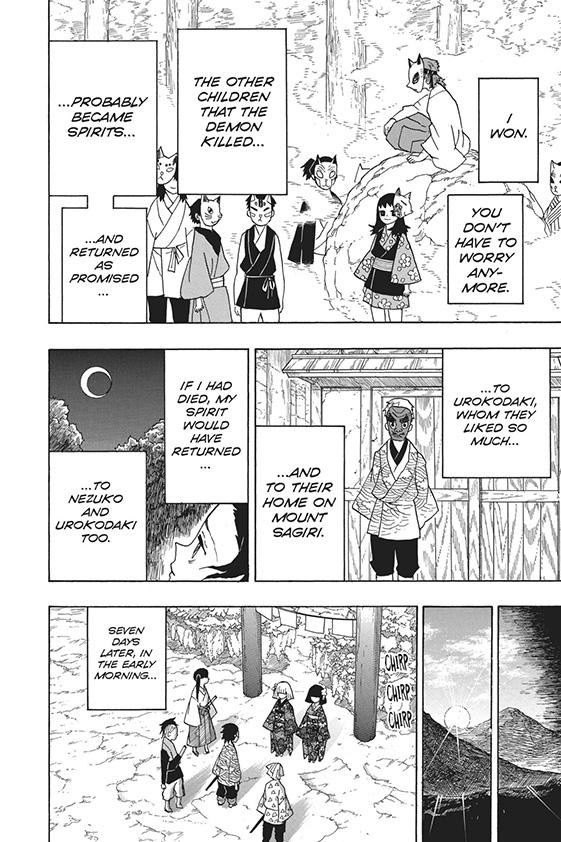 I
WON.
YOU
DON'T
HAVE TO
WORRY
ANY-
MORE.
THE OTHER
CHILDREN
THAT THE
DEMON
KILLED...
...PROBABLY
BECAME
SPIRITS...
...AND
RETURNED
AS
PROMISED
...
...TO
UROKODAKI,
WHOM THEY
LIKED SO
MUCH...
...AND
TO THEIR
HOME ON
MOUNT
SAGIRI.
IF I HAD
DIED, MY
SPIRIT
WOULD
HAVE
RETURNED
...
...TO
NEZUKO
AND
UROKODAKI
TOO.
CHIRP
CHIRP
CHIRP
SEVEN
DAYS
LATER, IN
THE EARLY
MORNING...